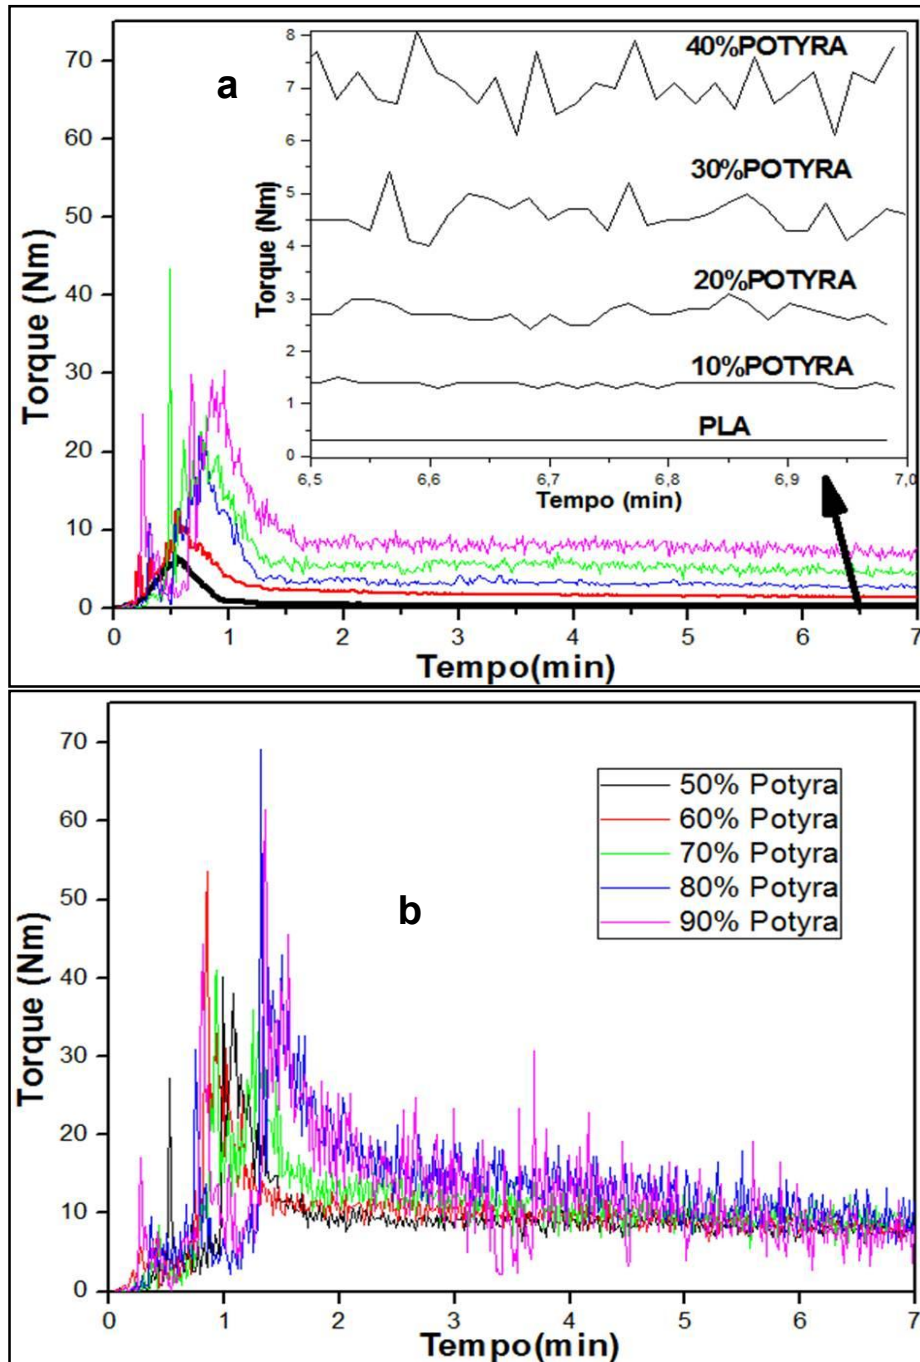 a
Torque (Nm)
70
60
50
40
30
20
10
0
0 1 2 3 4 5 6 7
Tempo(min)
Torque (Nm)
8
7
6
5
4
3
2
1
0
40%POTYRA
30%POTYRA
20%POTYRA
10%POTYRA
PLA
6,5 6,6 6,7 6,8 6,9 7,0
Tempo (min)
b
Torque (Nm)
70
60
50
40
30
20
10
0
50% Potyra
60% Potyra
70% Potyra
80% Potyra
90% Potyra
0 1 2 3 4 5 6 7
Tempo(min)